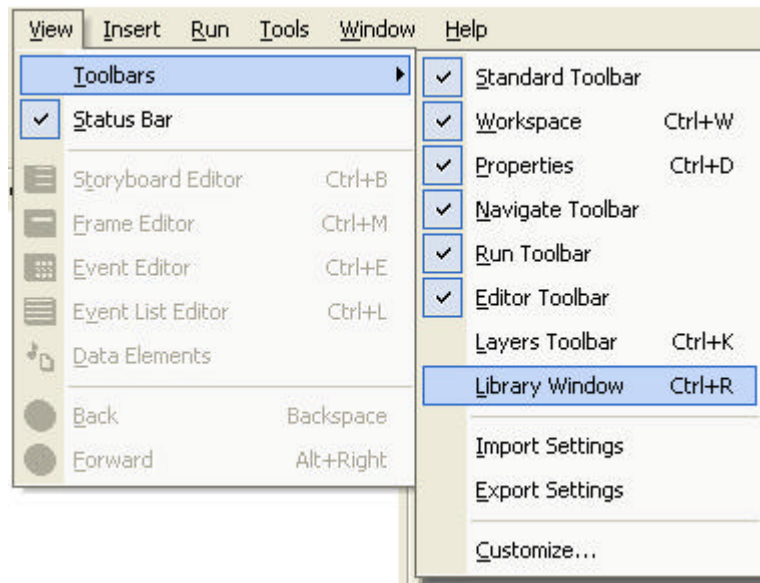 View Insert Run Tools Window Help
Toolbars
Status Bar
Storyboard Editor Ctrl+B
Frame Editor Ctrl+M
Event Editor Ctrl+E
Event List Editor Ctrl+L
Data Elements
Back Backspace
Forward Alt+Right
Standard Toolbar
Workspace Ctrl+W
Properties Ctrl+D
Navigate Toolbar
Run Toolbar
Editor Toolbar
Layers Toolbar Ctrl+K
Library Window Ctrl+R
Import Settings
Export Settings
Customize...